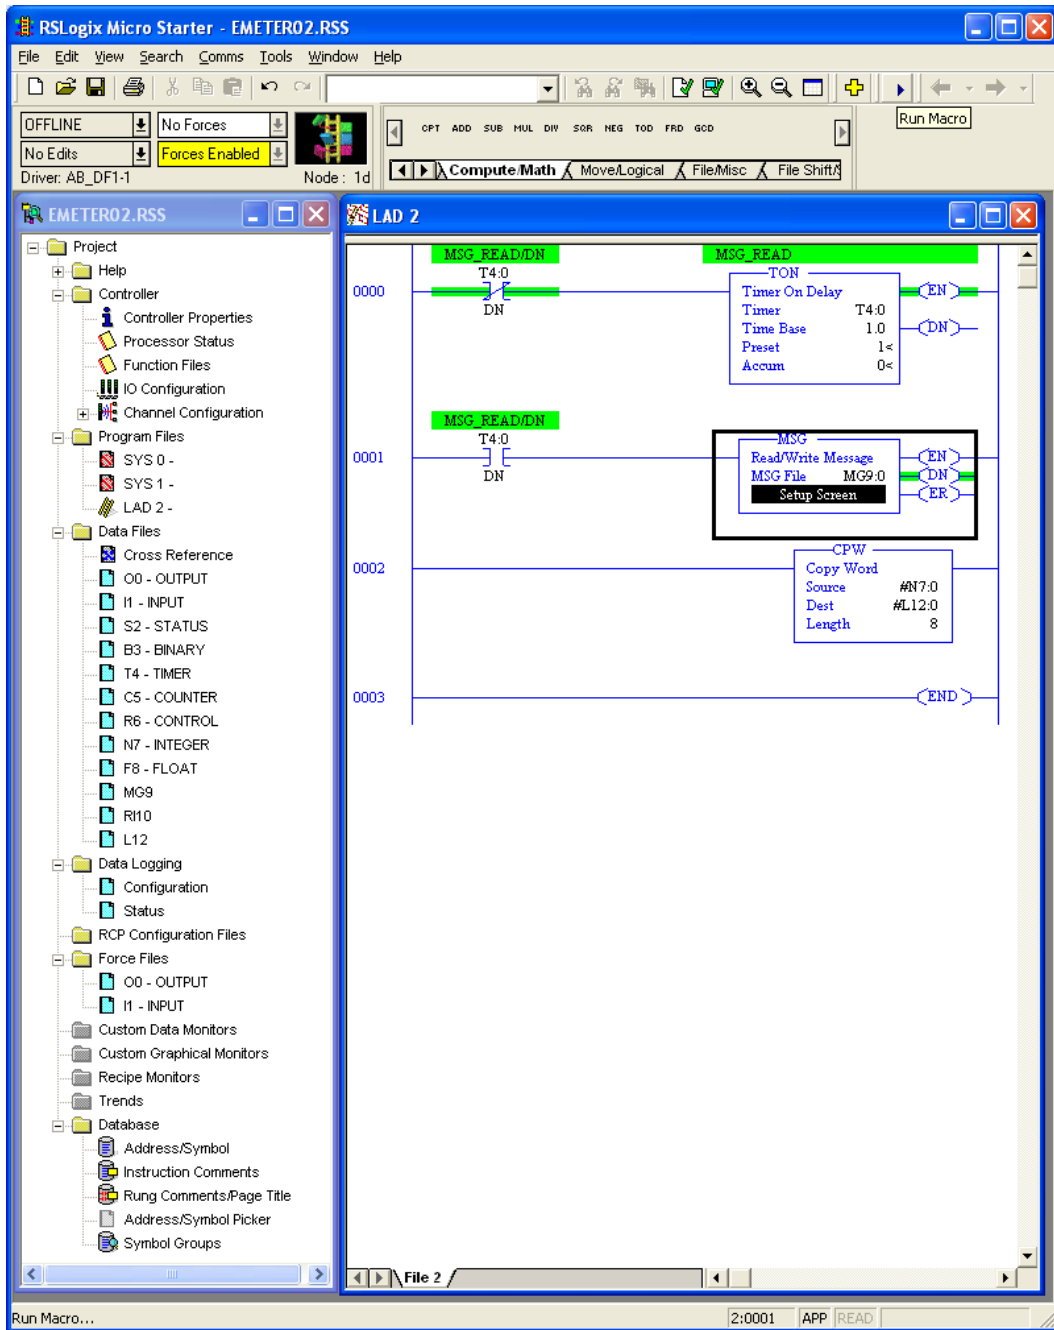 RSLogix Micro Starter - EMETER02.RSS
File Edit View Search Comms Tools Window Help
Run Macro
OFFLINE No Forces
No Edits Forces Enabled
Driver: AB_DF1-1 Node : 1d
CPT ADD SUB MUL DIV SQR NEG TOD FRD GCD
Compute/Math Move/Logical File/Misc File Shift/
EMETER02.RSS
Project
Help
Controller
Controller Properties
Processor Status
Function Files
IO Configuration
Channel Configuration
Program Files
SYS 0 -
SYS 1 -
LAD 2 -
Data Files
Cross Reference
O0 - OUTPUT
I1 - INPUT
S2 - STATUS
B3 - BINARY
T4 - TIMER
C5 - COUNTER
R6 - CONTROL
N7 - INTEGER
F8 - FLOAT
MG9
RI10
L12
Data Logging
Configuration
Status
RCP Configuration Files
Force Files
O0 - OUTPUT
I1 - INPUT
Custom Data Monitors
Custom Graphical Monitors
Recipe Monitors
Trends
Database
Address/Symbol
Instruction Comments
Rung Comments/Page Title
Address/Symbol Picker
Symbol Groups
LAD 2
MSG_READ/DN MSG_READ
T4:0 TON
0000 Timer On Delay EN
DN Timer T4:0
Time Base 1.0 DN
Preset 1<
Accum 0<
MSG_READ/DN
T4:0 MSG
0001 Read/Write Message EN
DN MSG File MG9:0 DN
Setup Screen ER
CPW
0002 Copy Word
Source #N7:0
Dest #L12:0
Length 8
0003 END
File 2
Run Macro... 2:0001 APP READ